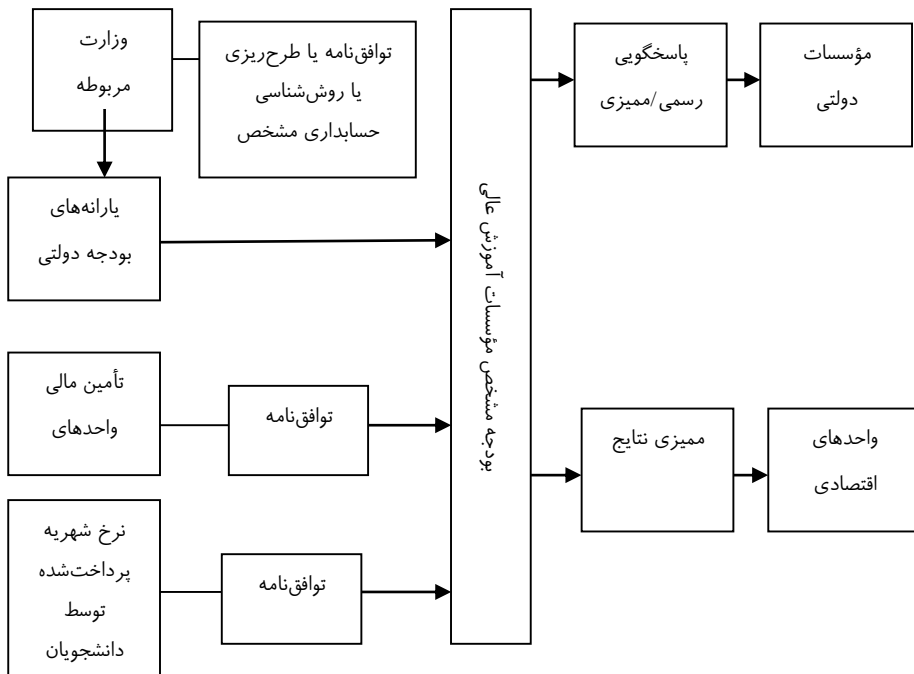 وزارت
مربوطه
توافق‌نامه یا طرح‌ریزی
یا روش‌شناسی
حسابداری مشخص
یارانه‌های
بودجه دولتی
تأمین مالی
واحدهای
توافق‌نامه
نرخ شهریه
پرداخت‌شده
توسط
دانشجویان
توافق‌نامه
بودجه مشخص مؤسسات آموزش عالی
پاسخگویی
رسمی/ممیزی
مؤسسات
دولتی
ممیزی نتایج
واحدهای
اقتصادی